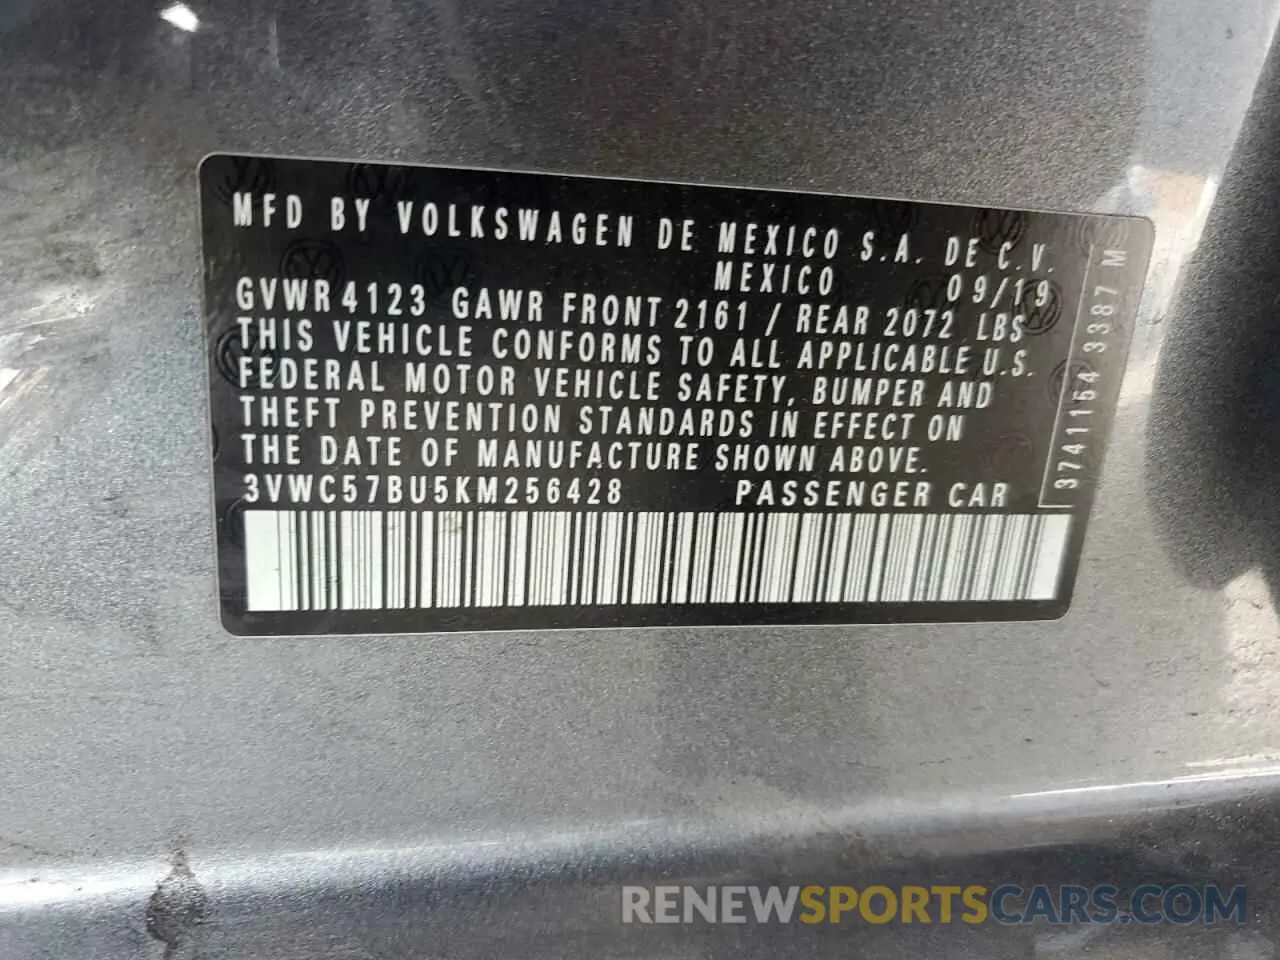 MFD BY VOLKSWAGEN DE MEXICO S.A. DE C.V.
MEXICO 09/19
GVWR 4123 GAWR FRONT 2161 / REAR 2072 LBS
THIS VEHICLE CONFORMS TO ALL APPLICABLE U.S.
FEDERAL MOTOR VEHICLE SAFETY, BUMPER AND
THEFT PREVENTION STANDARDS IN EFFECT ON
THE DATE OF MANUFACTURE SHOWN ABOVE.
3VWC57BU5KM256428 PASSENGER CAR
3741154 3387 M
RENEWSPORTSCARS.COM